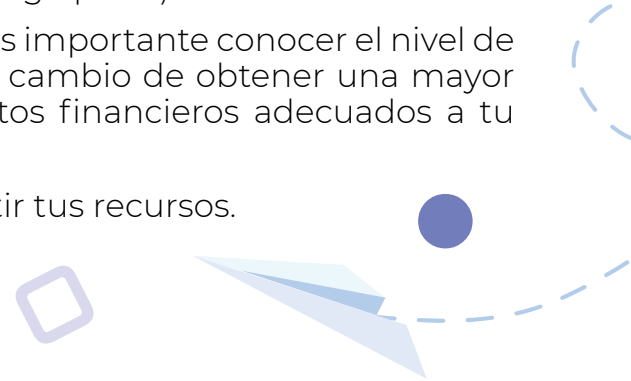 s importante conocer el nivel de
cambio de obtener una mayor
tos financieros adecuados a tu
tir tus recursos.